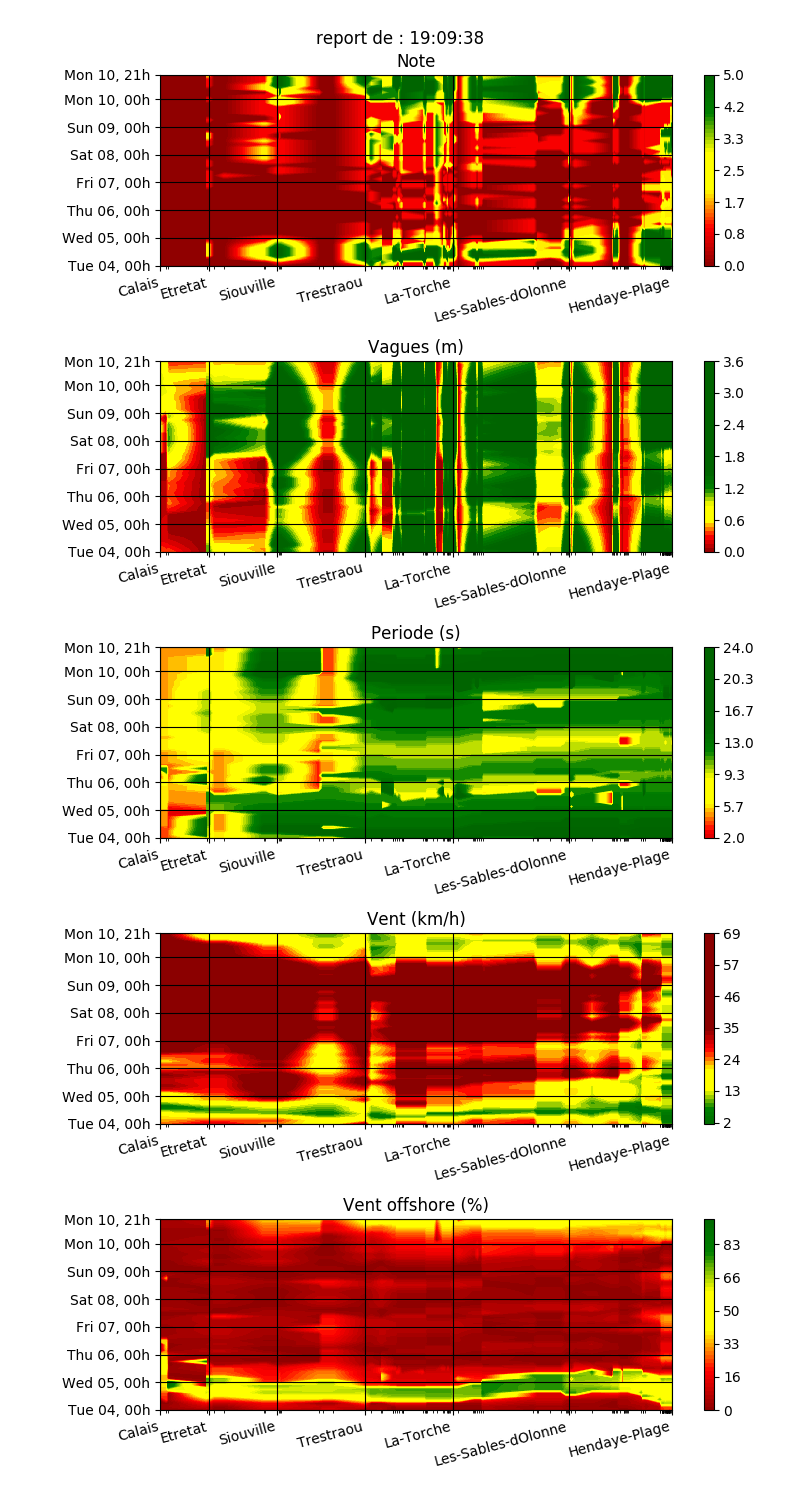 report de : 19:09:38
Note
Mon 10, 21h
Mon 10, 00h
Sun 09, 00h
Sat 08, 00h
Fri 07, 00h
Thu 06, 00h
Wed 05, 00h
Tue 04, 00h
Calais Etretat Siouville Trestraou La-Torche Les-Sables-dOlonne Hendaye-Plage
5.0
4.2
3.3
2.5
1.7
0.8
0.0
Vagues (m)
Mon 10, 21h
Mon 10, 00h
Sun 09, 00h
Sat 08, 00h
Fri 07, 00h
Thu 06, 00h
Wed 05, 00h
Tue 04, 00h
Calais Etretat Siouville Trestraou La-Torche Les-Sables-dOlonne Hendaye-Plage
3.6
3.0
2.4
1.8
1.2
0.6
0.0
Periode (s)
Mon 10, 21h
Mon 10, 00h
Sun 09, 00h
Sat 08, 00h
Fri 07, 00h
Thu 06, 00h
Wed 05, 00h
Tue 04, 00h
Calais Etretat Siouville Trestraou La-Torche Les-Sables-dOlonne Hendaye-Plage
24.0
20.3
16.7
13.0
9.3
5.7
2.0
Vent (km/h)
Mon 10, 21h
Mon 10, 00h
Sun 09, 00h
Sat 08, 00h
Fri 07, 00h
Thu 06, 00h
Wed 05, 00h
Tue 04, 00h
Calais Etretat Siouville Trestraou La-Torche Les-Sables-dOlonne Hendaye-Plage
69
57
46
35
24
13
2
Vent offshore (%)
Mon 10, 21h
Mon 10, 00h
Sun 09, 00h
Sat 08, 00h
Fri 07, 00h
Thu 06, 00h
Wed 05, 00h
Tue 04, 00h
Calais Etretat Siouville Trestraou La-Torche Les-Sables-dOlonne Hendaye-Plage
83
66
50
33
16
0